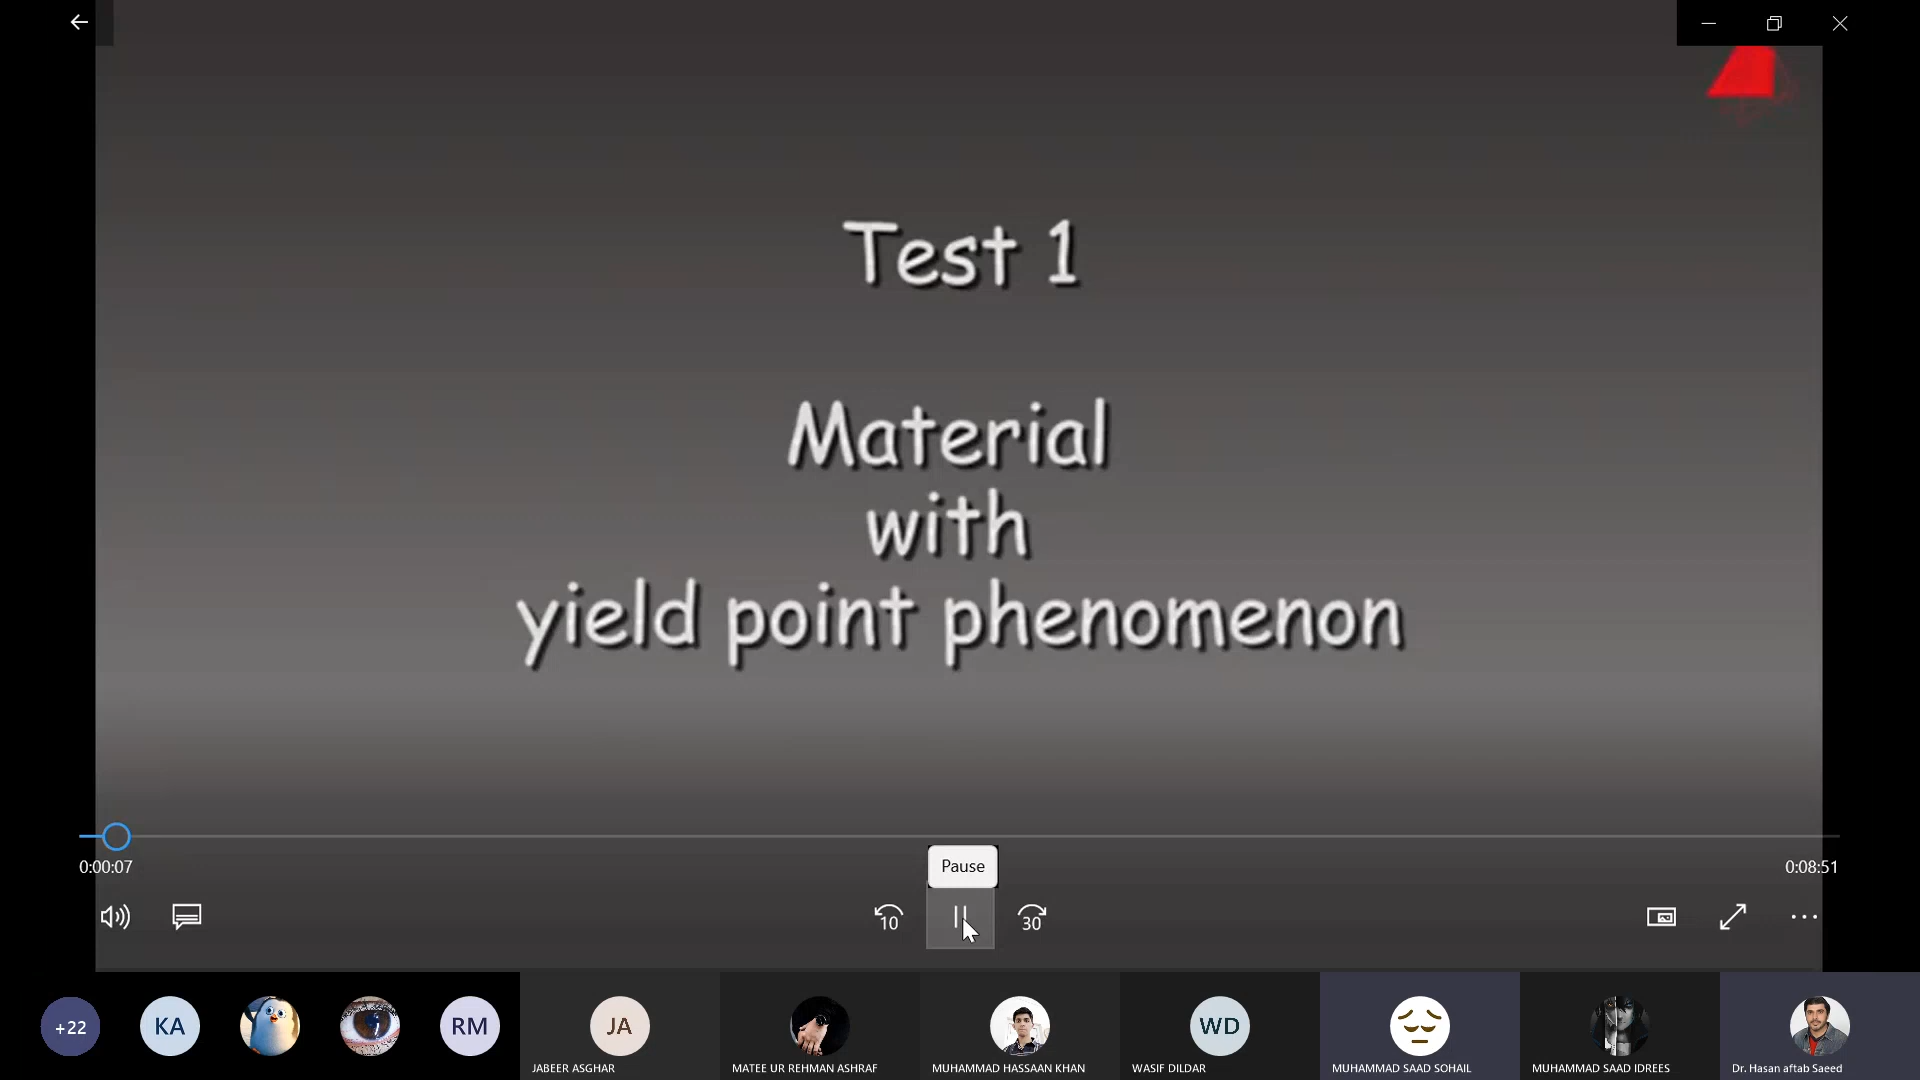 Test 1
Material
with
yield point phenomenon
0:00:07
Pause
0:08:51
10
30
+22
KA
RM
JA
WD
JABEER ASGHAR
MATEE UR REHMAN ASHRAF
MUHAMMAD HASSAAN KHAN
WASIF DILDAR
MUHAMMAD SAAD SOHAIL
MUHAMMAD SAAD IDREES
Dr. Hasan aftab Saeed